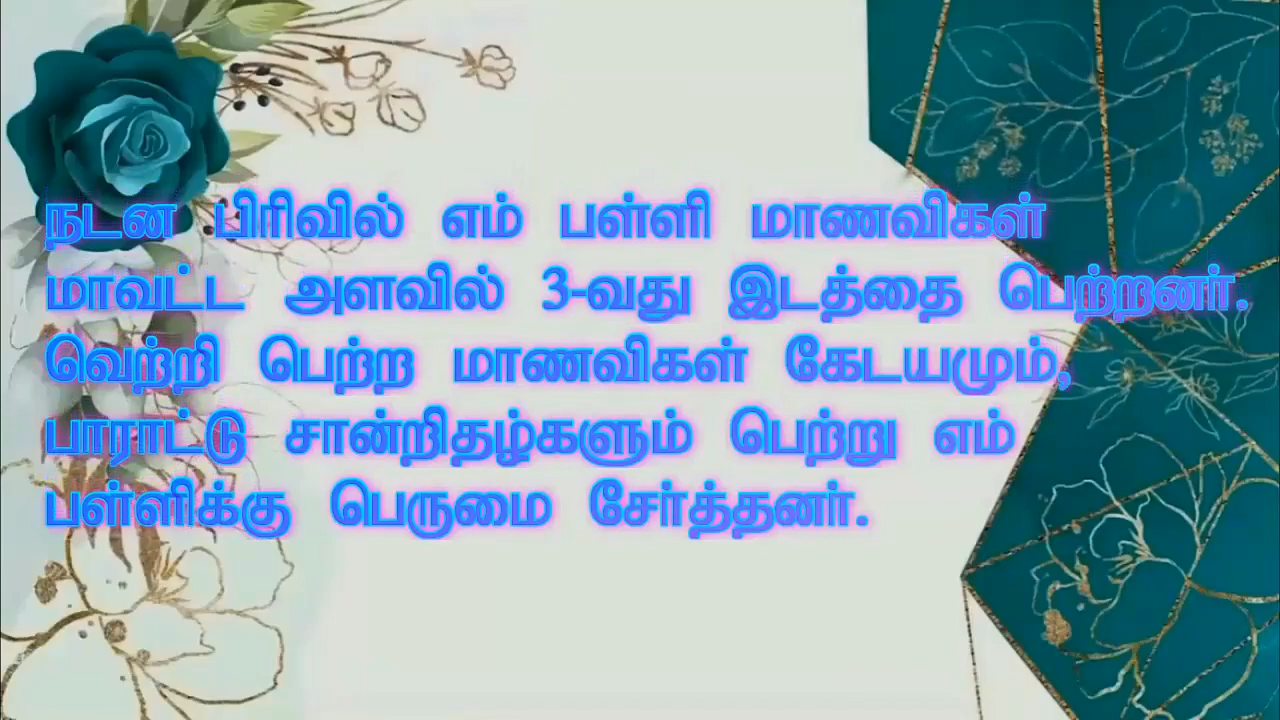 நடன பிரிவில் எம் பள்ளி மாணவிகள்
மாவட்ட அளவில் 3-வது இடத்தை பெற்றனர்.
வெற்றி பெற்ற மாணவிகள் கேடயமும்,
பாராட்டு சான்றிதழ்களும் பெற்று எம்
பள்ளிக்கு பெருமை சேர்த்தனர்.